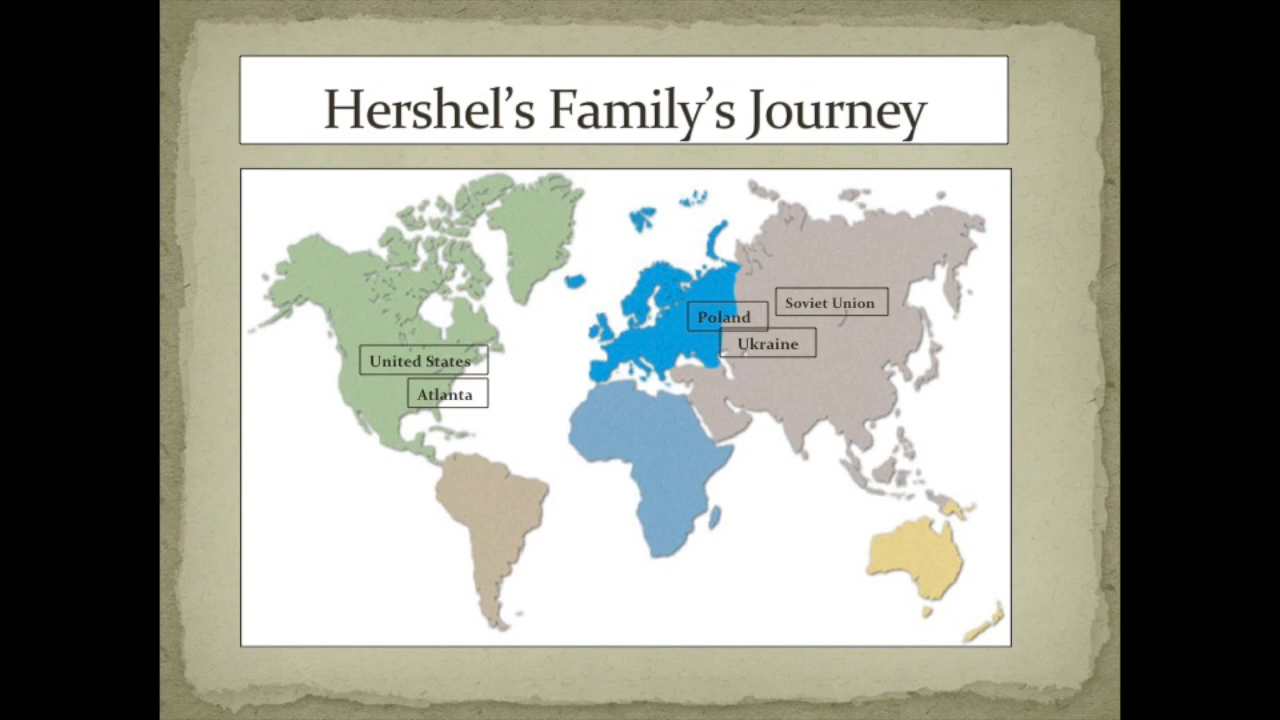 Hershel’s Family’s Journey
Soviet Union
Poland
Ukraine
United States
Atlanta